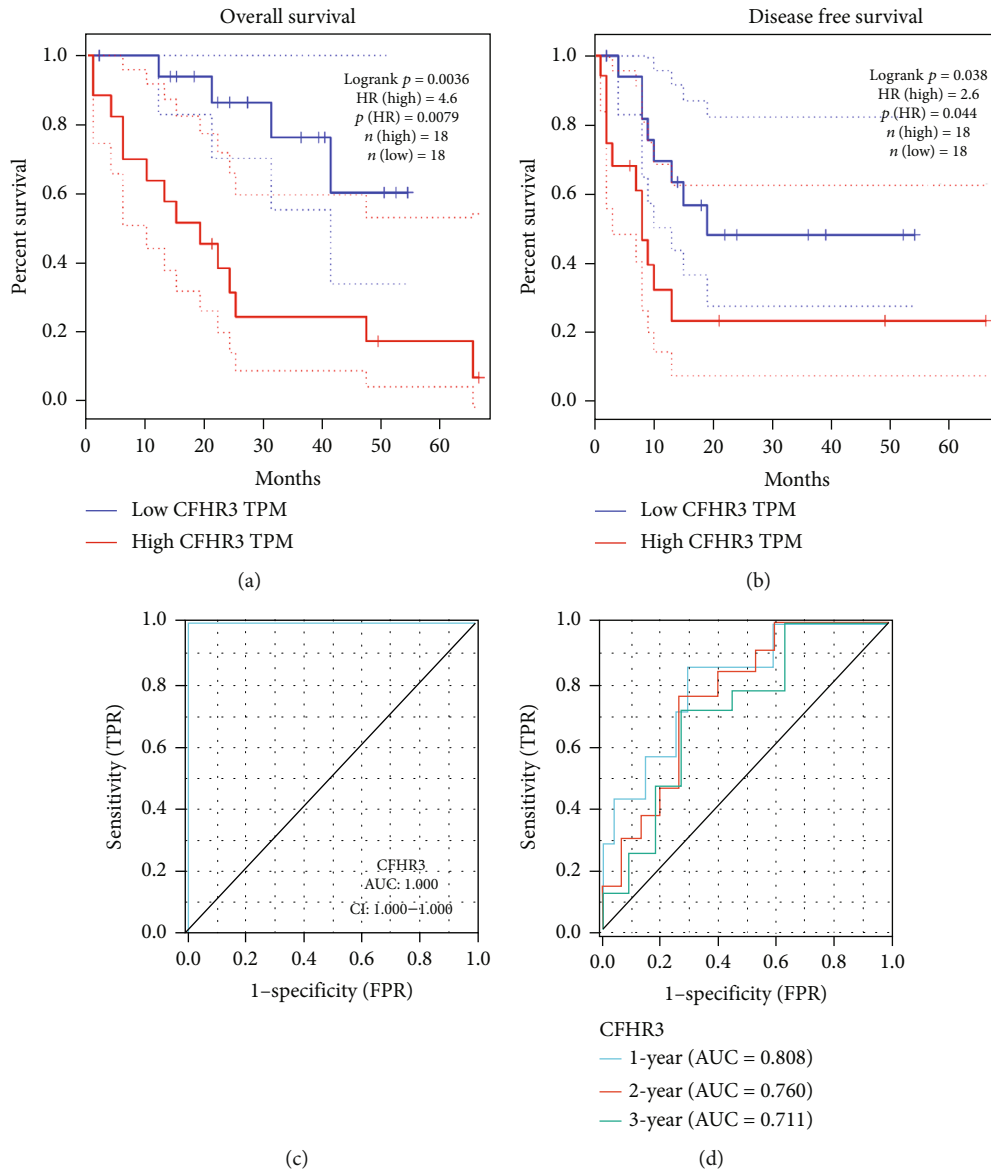 Overall survival
1.0
0.8
0.6
0.4
0.2
0.0
Percent survival
Logrank p = 0.0036
HR (high) = 4.6
p (HR) = 0.0079
n (high) = 18
n (low) = 18
0 10 20 30 40 50 60
Months
Low CFHR3 TPM
High CFHR3 TPM
(a)
Disease free survival
1.0
0.8
0.6
0.4
0.2
0.0
Percent survival
Logrank p = 0.038
HR (high) = 2.6
p (HR) = 0.044
n (high) = 18
n (low) = 18
0 10 20 30 40 50 60
Months
Low CFHR3 TPM
High CFHR3 TPM
(b)
1.0
0.8
0.6
0.4
0.2
0.0
Sensitivity (TPR)
CFHR3
AUC: 1.000
CI: 1.000–1.000
0.0 0.2 0.4 0.6 0.8 1.0
1–specificity (FPR)
(c)
1.0
0.8
0.6
0.4
0.2
0.0
Sensitivity (TPR)
0.0 0.2 0.4 0.6 0.8 1.0
1–specificity (FPR)
CFHR3
1-year (AUC = 0.808)
2-year (AUC = 0.760)
3-year (AUC = 0.711)
(d)